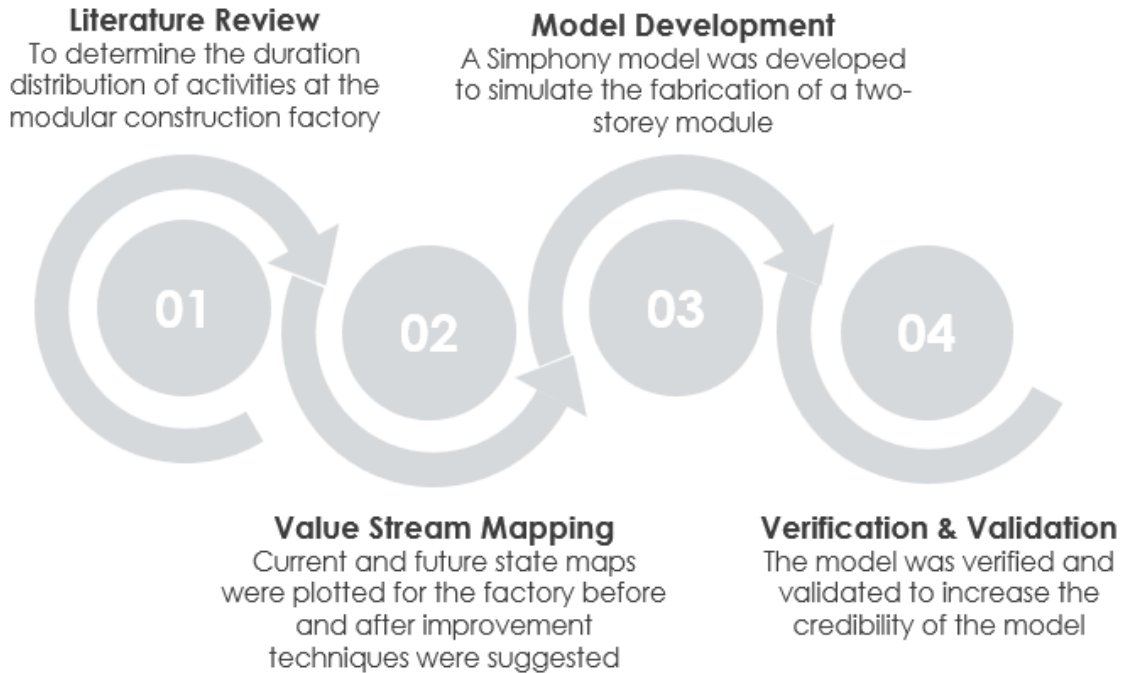 Literature Review
To determine the duration
distribution of activities at the
modular construction factory
01
Value Stream Mapping
Current and future state maps
were plotted for the factory before
and after improvement
techniques were suggested
02
Model Development
A Simphony model was developed
to simulate the fabrication of a two-
storey module
03
Verification & Validation
The model was verified and
validated to increase the
credibility of the model
04